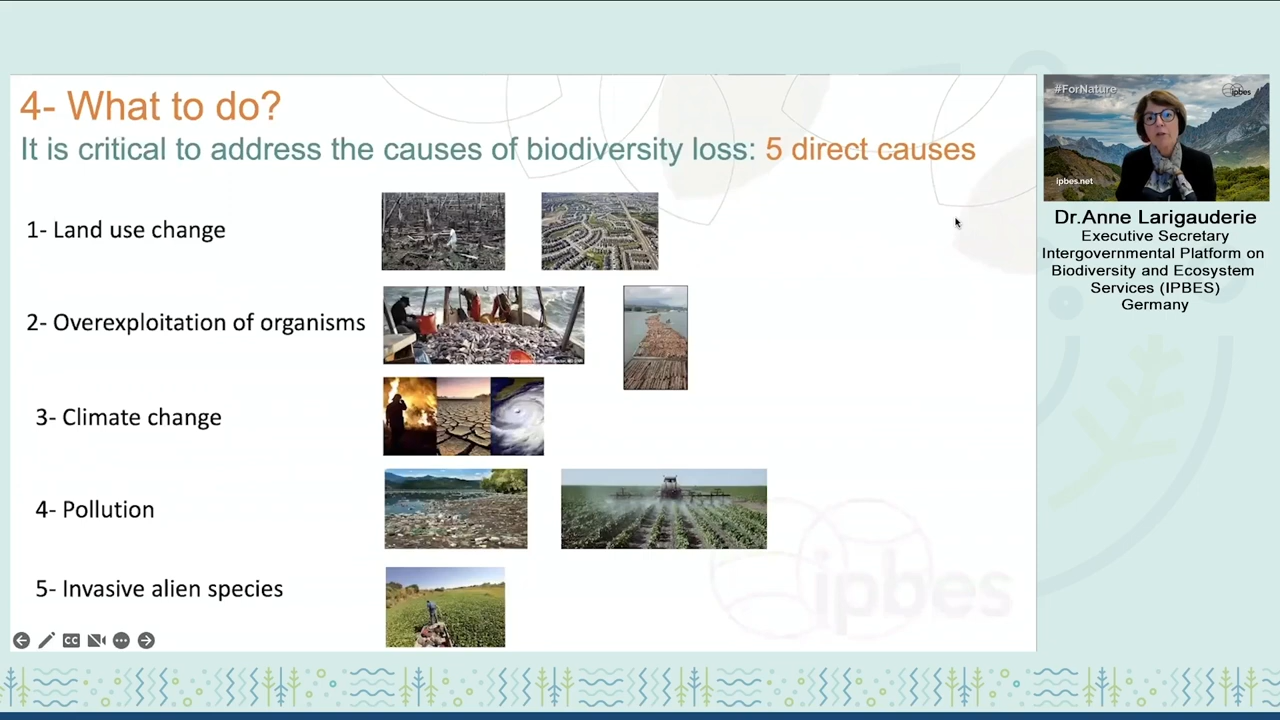 4- What to do?
It is critical to address the causes of biodiversity loss: 5 direct causes
1- Land use change
2- Overexploitation of organisms
3- Climate change
4- Pollution
5- Invasive alien species
CC
ipbes
#ForNature
ipbes
ipbes.net
Dr.Anne Larigauderie
Executive Secretary
Intergovernmental Platform on
Biodiversity and Ecosystem
Services (IPBES)
Germany